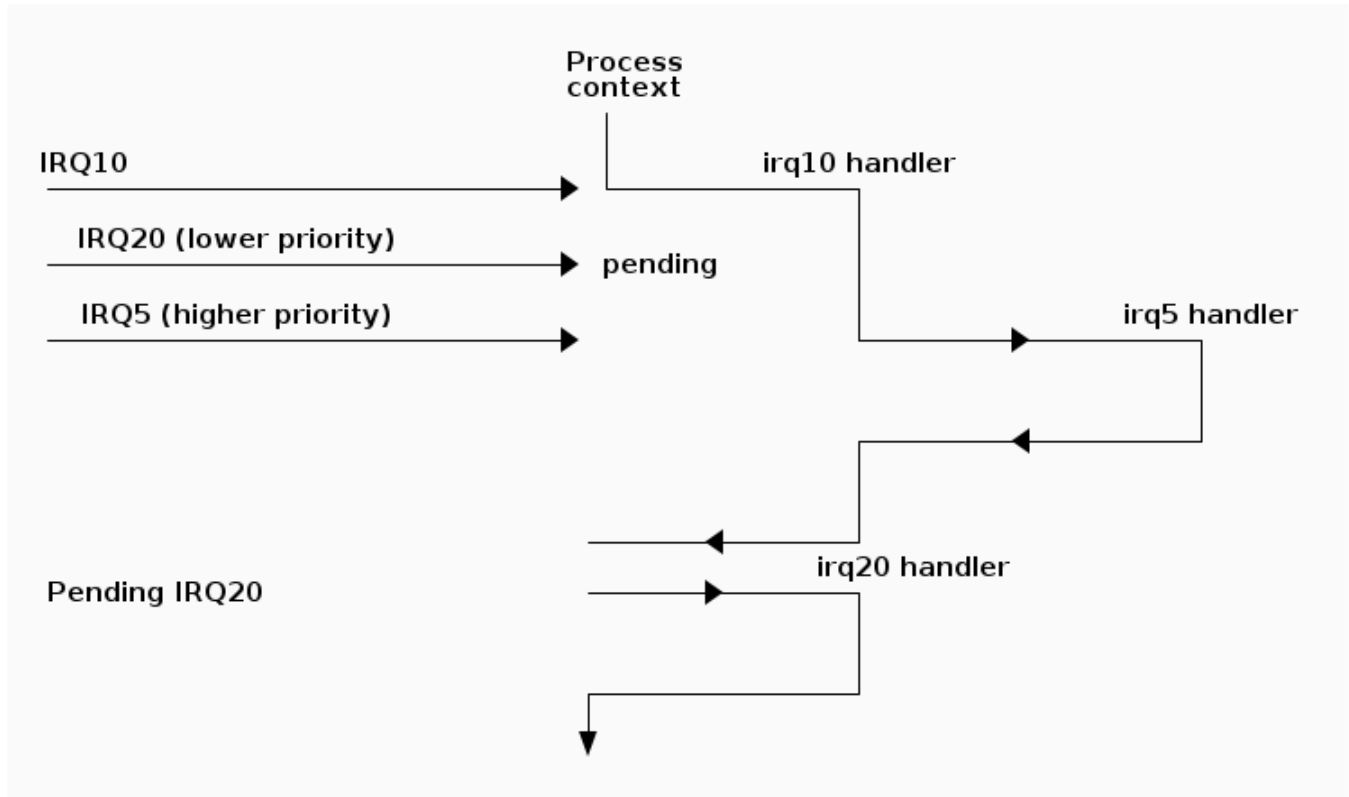 Process
context
IRQ10
irq10 handler
IRQ20 (lower priority)
pending
IRQ5 (higher priority)
irq5 handler
irq20 handler
Pending IRQ20